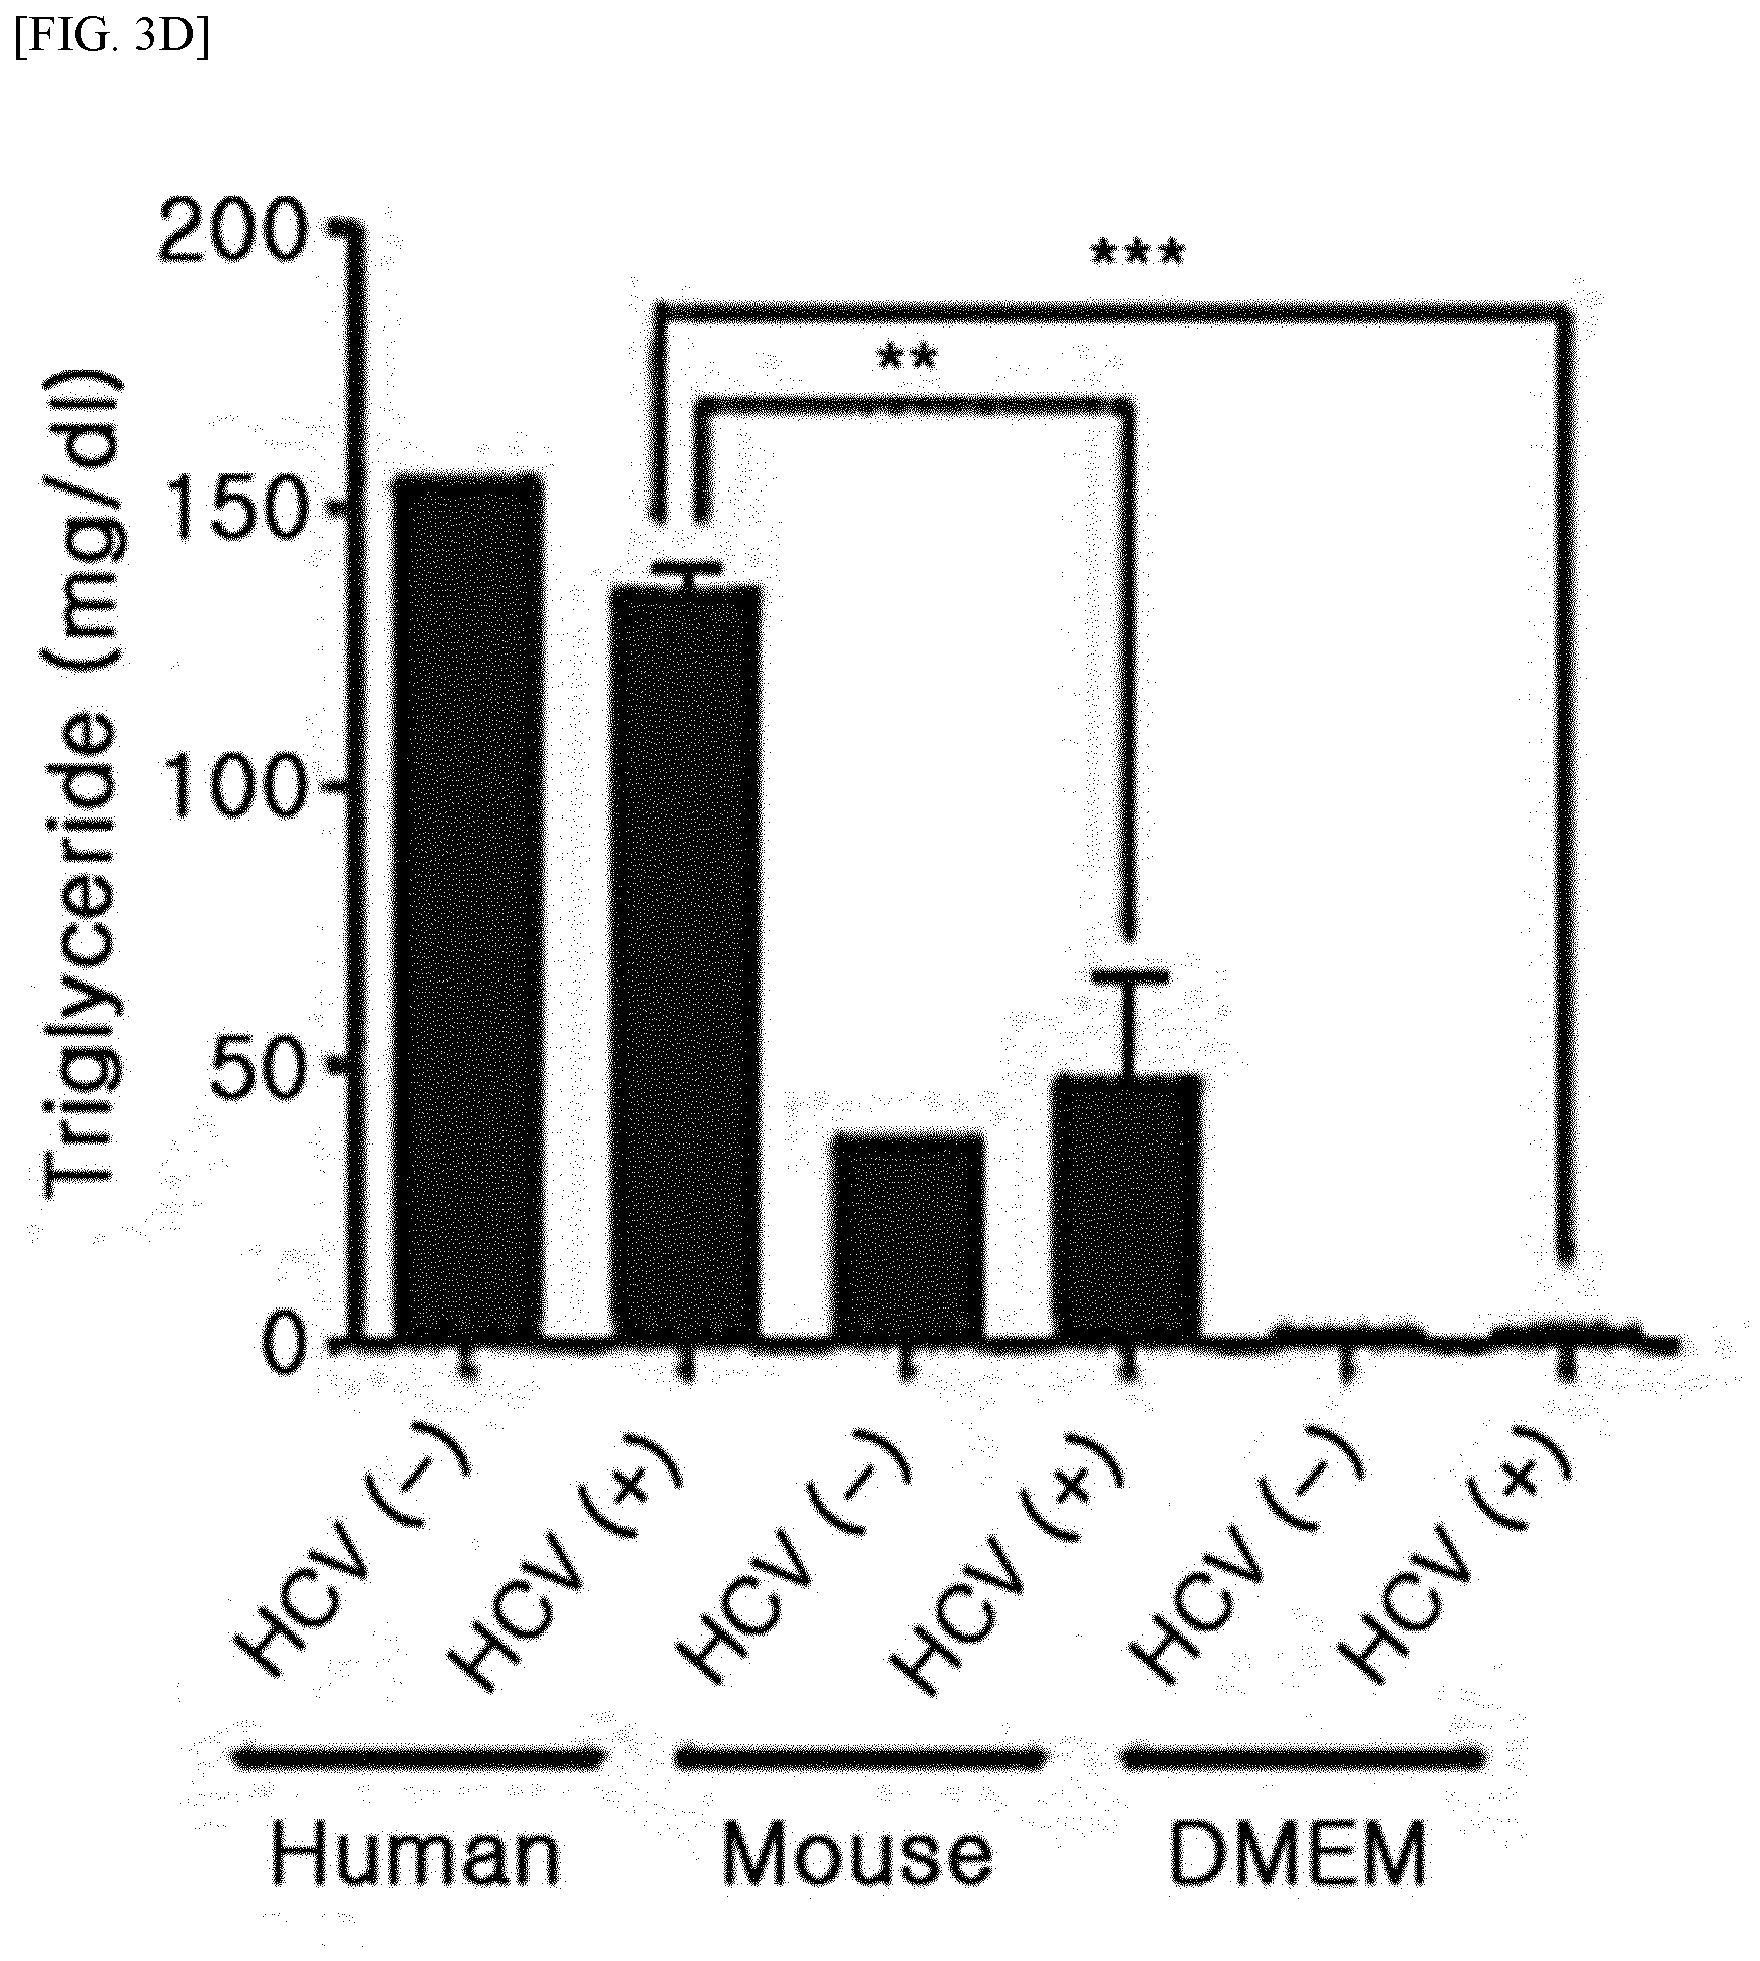 [FIG. 3D]
Triglyceride (mg/dl)
200
150
100
50
0
***
**
HCV (−)
HCV (+)
HCV (−)
HCV (+)
HCV (−)
HCV (+)
Human
Mouse
DMEM